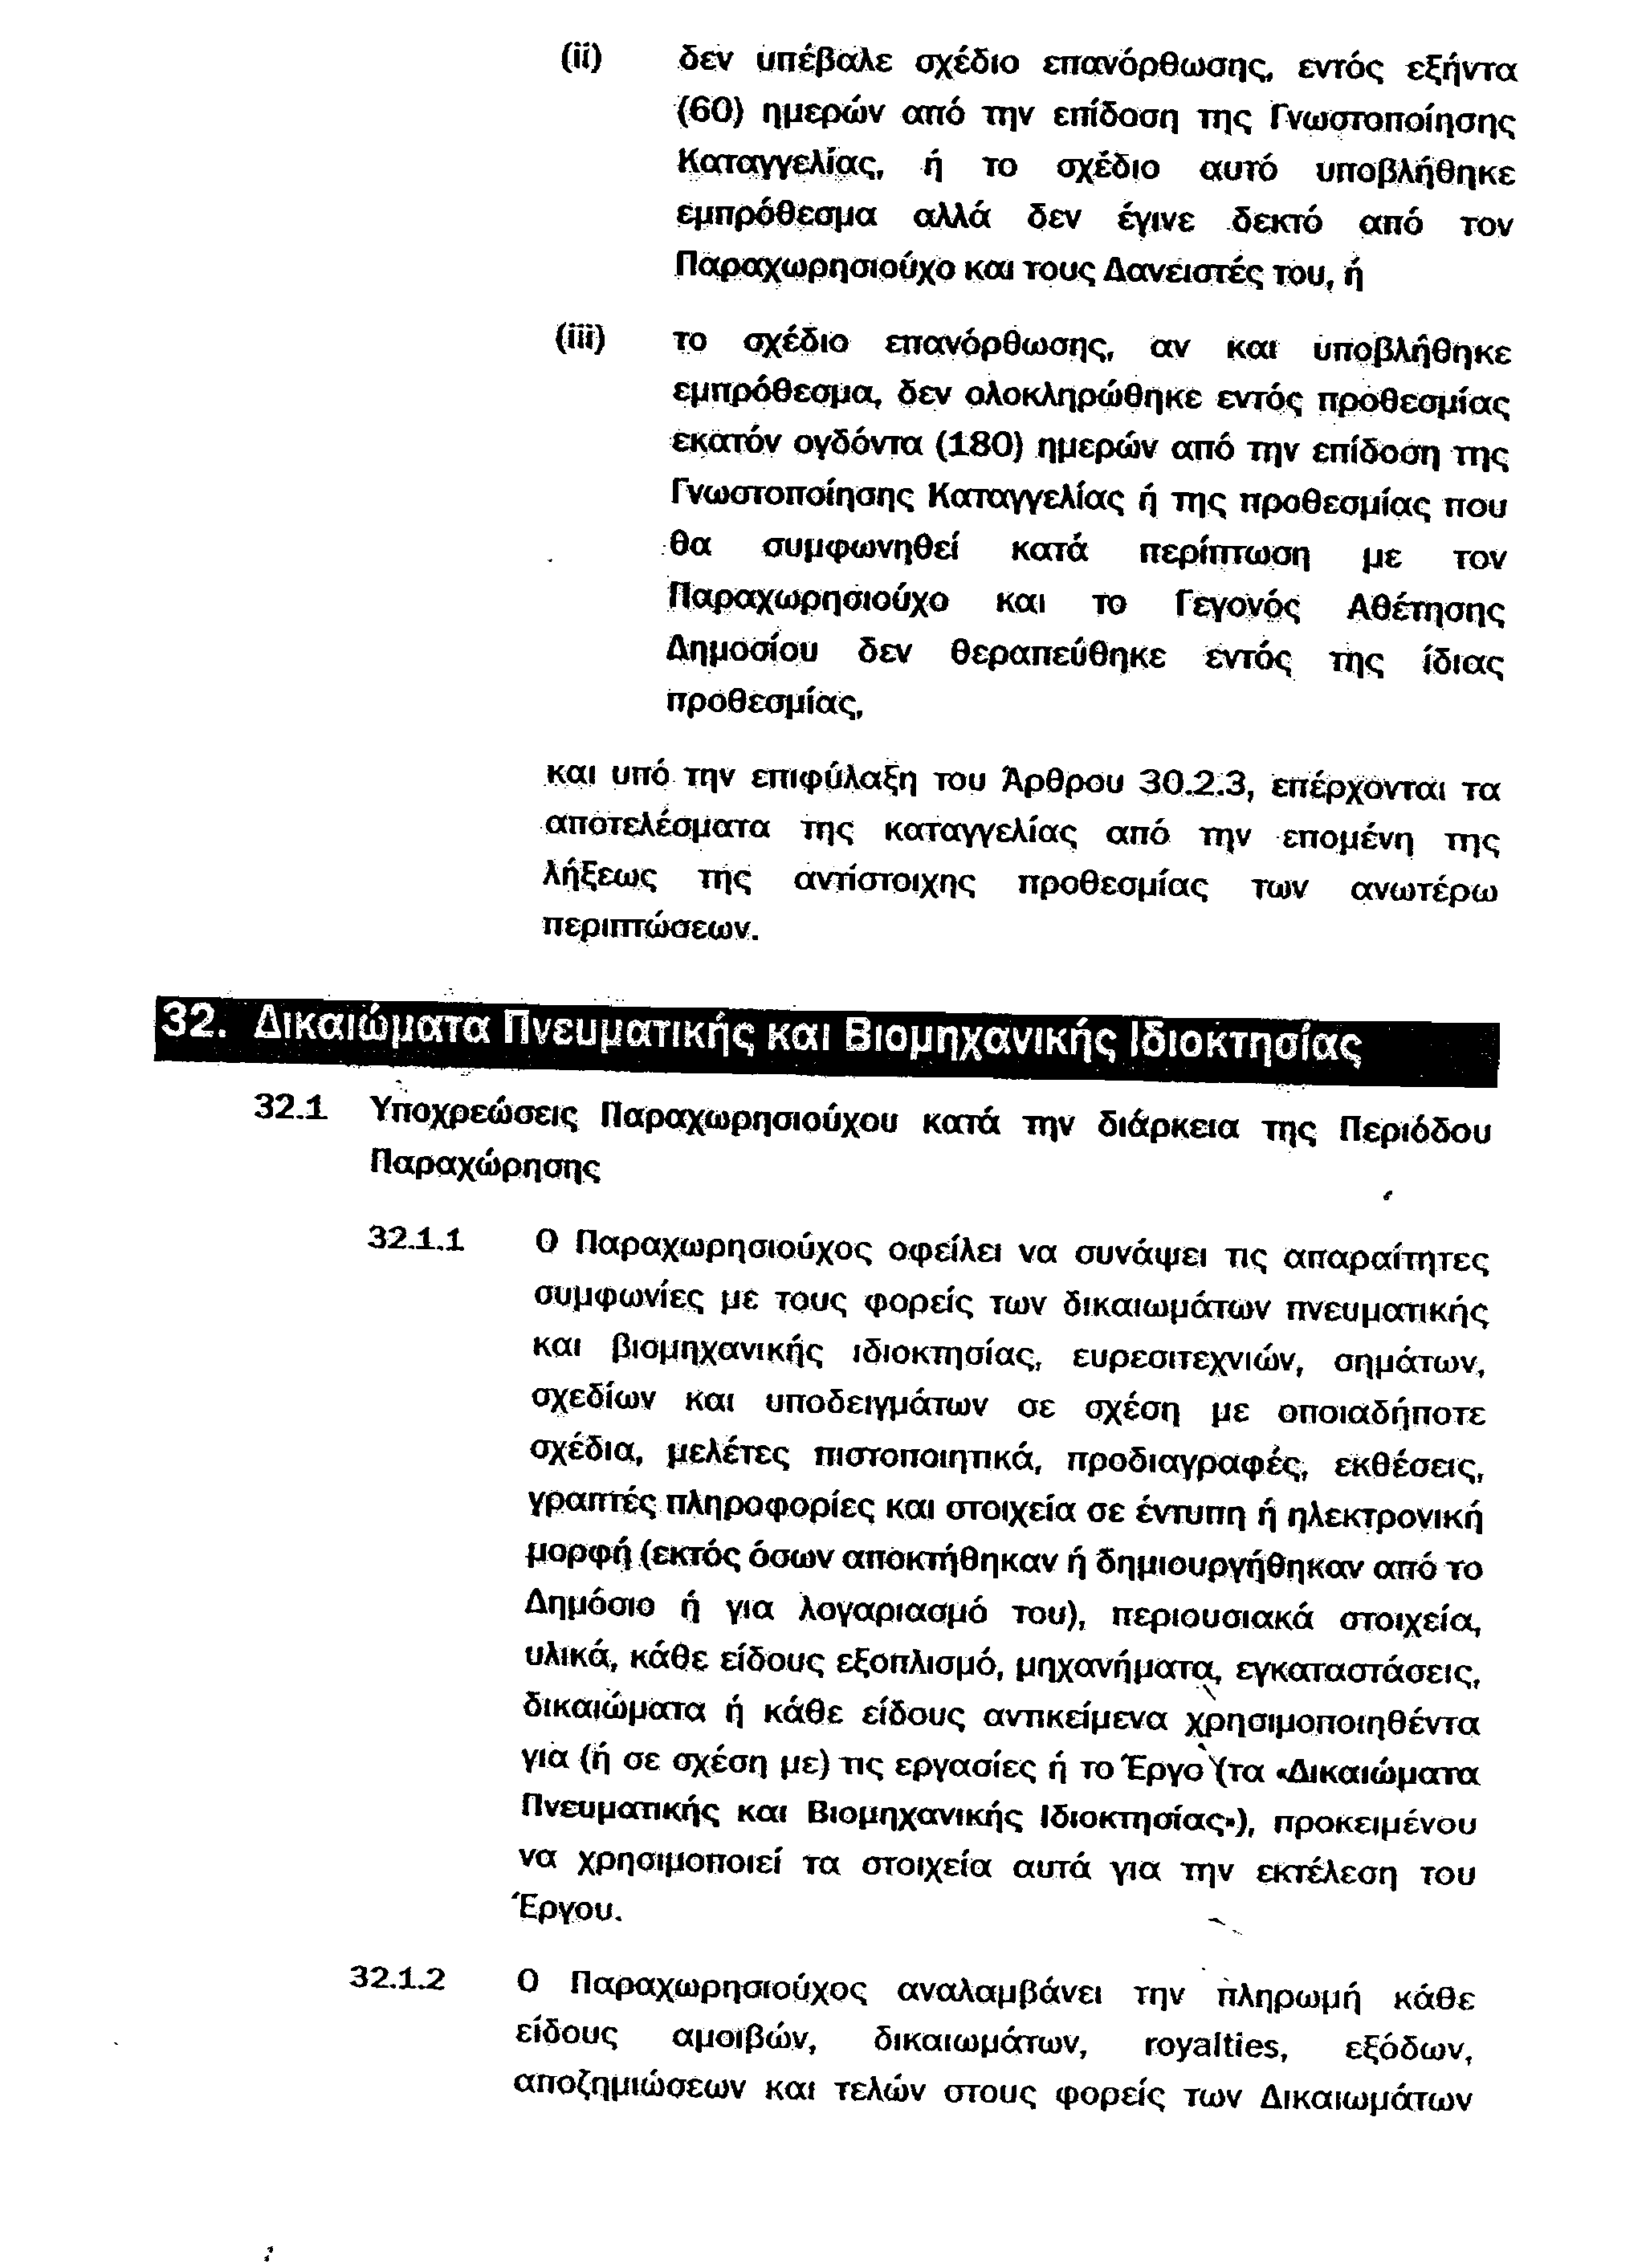 (ii) δεν υπέβαλε σχέδιο επανόρθωσης, εντός εξήντα
(60) ημερών από την επίδοση της Γνωστοποίησης
Καταγγελίας, ή το σχέδιο αυτό υποβλήθηκε
εμπρόθεσμα αλλά δεν έγινε δεκτό από τον
Παραχωρησιούχο και τους Δανειστές του, ή
(iii) το σχέδιο επανόρθωσης, αν και υποβλήθηκε
εμπρόθεσμα, δεν ολοκληρώθηκε εντός προθεσμίας
εκατόν ογδόντα (180) ημερών από την επίδοση της
Γνωστοποίησης Καταγγελίας ή της προθεσμίας που
θα συμφωνηθεί κατά περίπτωση με τον
Παραχωρησιούχο και το Γεγονός Αθέτησης
Δημοσίου δεν θεραπεύθηκε εντός της ίδιας
προθεσμίας,
και υπό την επιφύλαξη του Άρθρου 30.2.3, επέρχονται τα
αποτελέσματα της καταγγελίας από την επομένη της
λήξεως της αντίστοιχης προθεσμίας των ανωτέρω
περιπτώσεων.
32. Δικαιώματα Πνευματικής και Βιομηχανικής Ιδιοκτησίας
32.1 Υποχρεώσεις Παραχωρησιούχου κατά την διάρκεια της Περιόδου
Παραχώρησης
32.1.1 Ο Παραχωρησιούχος οφείλει να συνάψει τις απαραίτητες
συμφωνίες με τους φορείς των δικαιωμάτων πνευματικής
και βιομηχανικής ιδιοκτησίας, ευρεσιτεχνιών, σημάτων,
σχεδίων και υποδειγμάτων σε σχέση με οποιαδήποτε
σχέδια, μελέτες πιστοποιητικά, προδιαγραφές, εκθέσεις,
γραπτές πληροφορίες και στοιχεία σε έντυπη ή ηλεκτρονική
μορφή (εκτός όσων αποκτήθηκαν ή δημιουργήθηκαν από το
Δημόσιο ή για λογαριασμό του), περιουσιακά στοιχεία,
υλικά, κάθε είδους εξοπλισμό, μηχανήματα, εγκαταστάσεις,
δικαιώματα ή κάθε είδους αντικείμενα χρησιμοποιηθέντα
για (ή σε σχέση με) τις εργασίες ή το Έργο (τα «Δικαιώματα
Πνευματικής και Βιομηχανικής Ιδιοκτησίας»), προκειμένου
να χρησιμοποιεί τα στοιχεία αυτά για την εκτέλεση του
Έργου.
32.1.2 Ο Παραχωρησιούχος αναλαμβάνει την πληρωμή κάθε
είδους αμοιβών, δικαιωμάτων, royalties, εξόδων,
αποζημιώσεων και τελών στους φορείς των Δικαιωμάτων